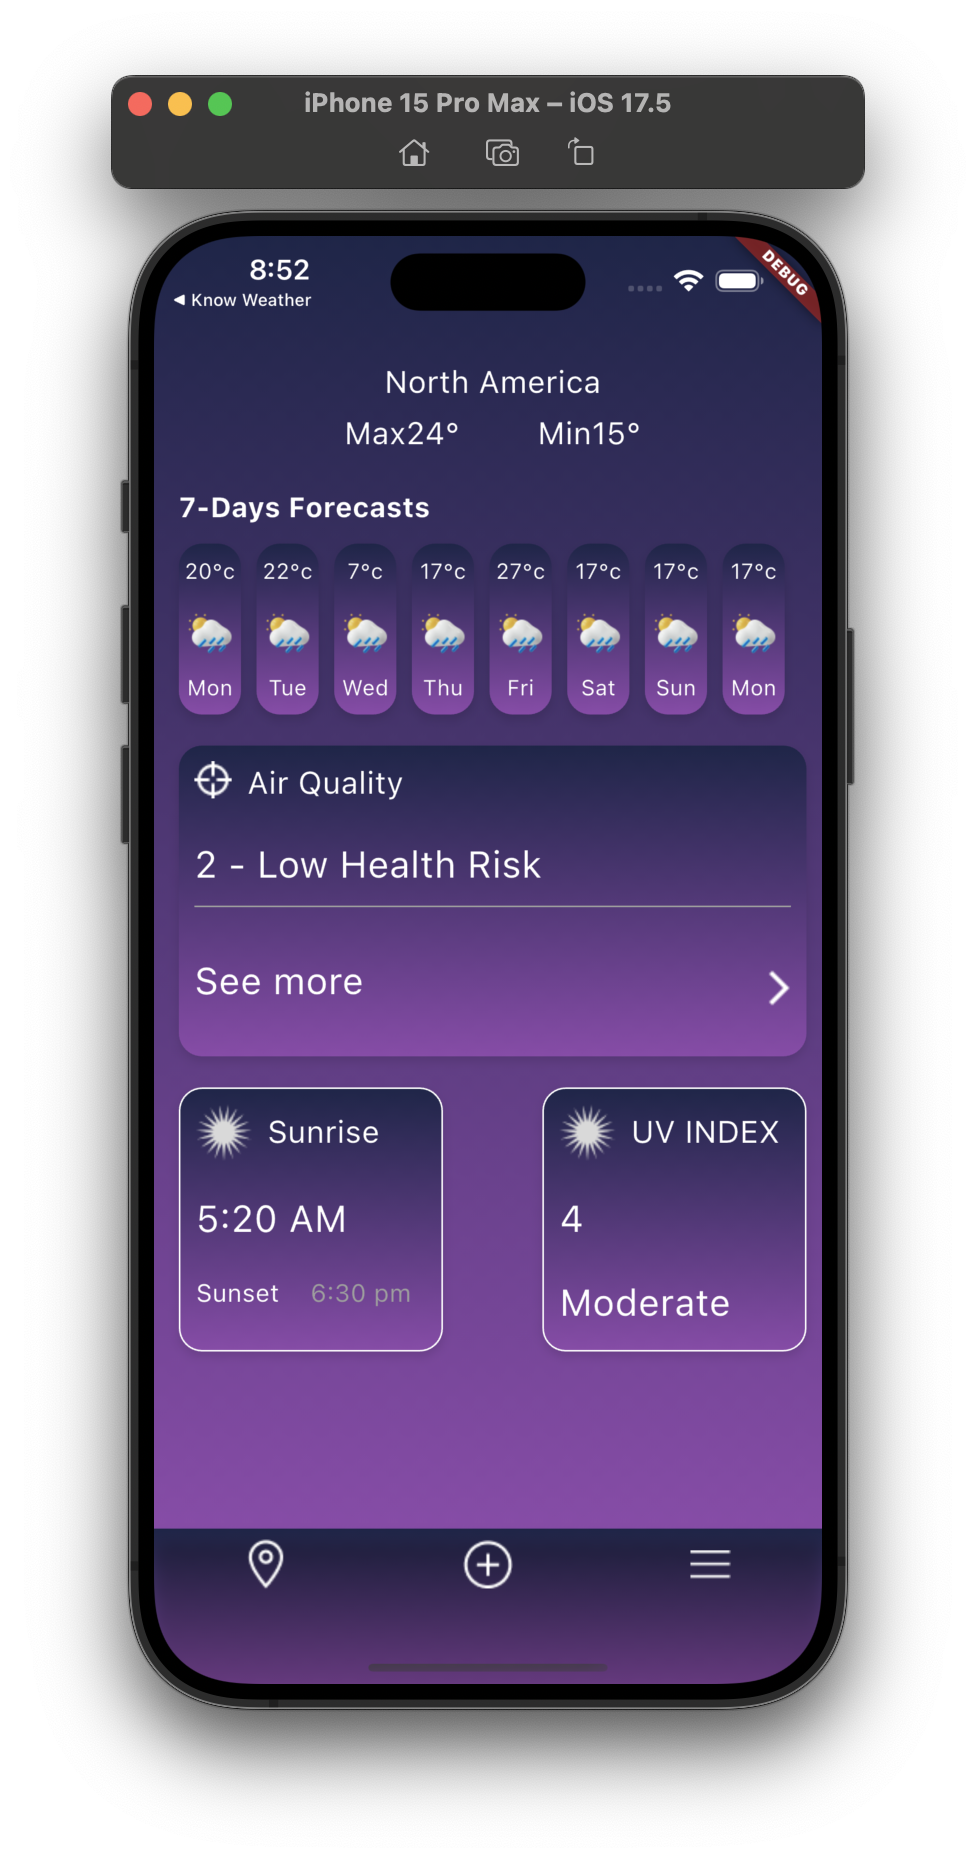 iPhone 15 Pro Max – iOS 17.5
8:52
◀ Know Weather
DEBUG
North America
Max24° Min15°
7-Days Forecasts
20°c 22°c 7°c 17°c 27°c 17°c 17°c 17°c
Mon Tue Wed Thu Fri Sat Sun Mon
Air Quality
2 - Low Health Risk
See more
Sunrise
5:20 AM
Sunset 6:30 pm
UV INDEX
4
Moderate